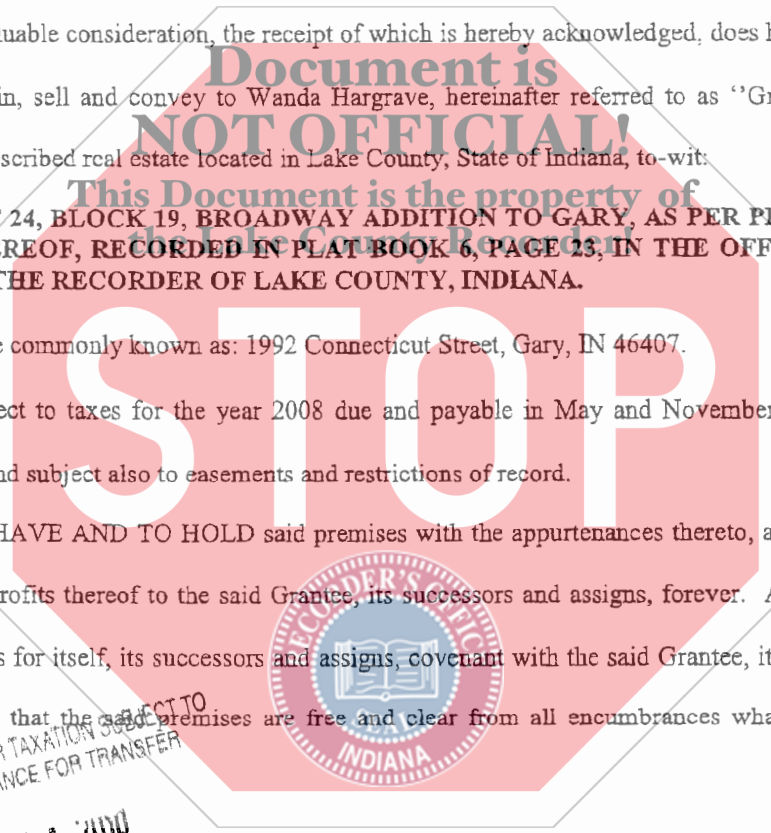 uable consideration, the receipt of which is hereby acknowledged, does h
Document is
in, sell and convey to Wanda Hargrave, hereinafter referred to as ‘‘Gr
NOT OFFICIAL!
scribed real estate located in Lake County, State of Indiana, to-wit:
This Document is the property of
24, BLOCK 19, BROADWAY ADDITION TO GARY, AS PER PL
the Lake County Recorder!
EREOF, RECORDED IN PLAT BOOK 6, PAGE 23, IN THE OFF
THE RECORDER OF LAKE COUNTY, INDIANA.
STOP
commonly known as: 1992 Connecticut Street, Gary, IN 46407.
ect to taxes for the year 2008 due and payable in May and November
nd subject also to easements and restrictions of record.
HAVE AND TO HOLD said premises with the appurtenances thereto, a
rofits thereof to the said Grantee, its successors and assigns, forever. A
s for itself, its successors and assigns, covenant with the said Grantee, it
that the said premises are free and clear from all encumbrances wha
RECORDER'S OFFICE
INDIANA
R TAXATION SUBJECT TO
ANCE FOR TRANSFER